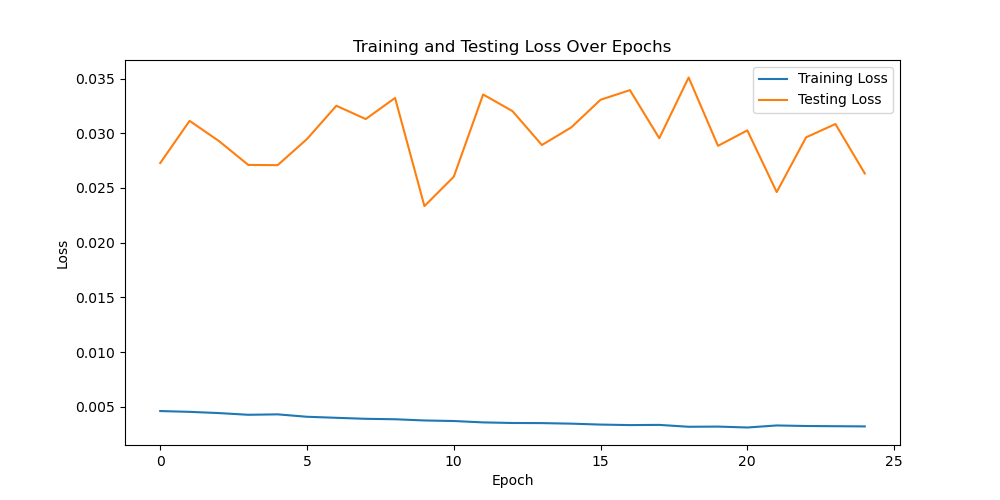 Training and Testing Loss Over Epochs
Training Loss
Testing Loss
0.035
0.030
0.025
0.020
0.015
0.010
0.005
Loss
0 5 10 15 20 25
Epoch